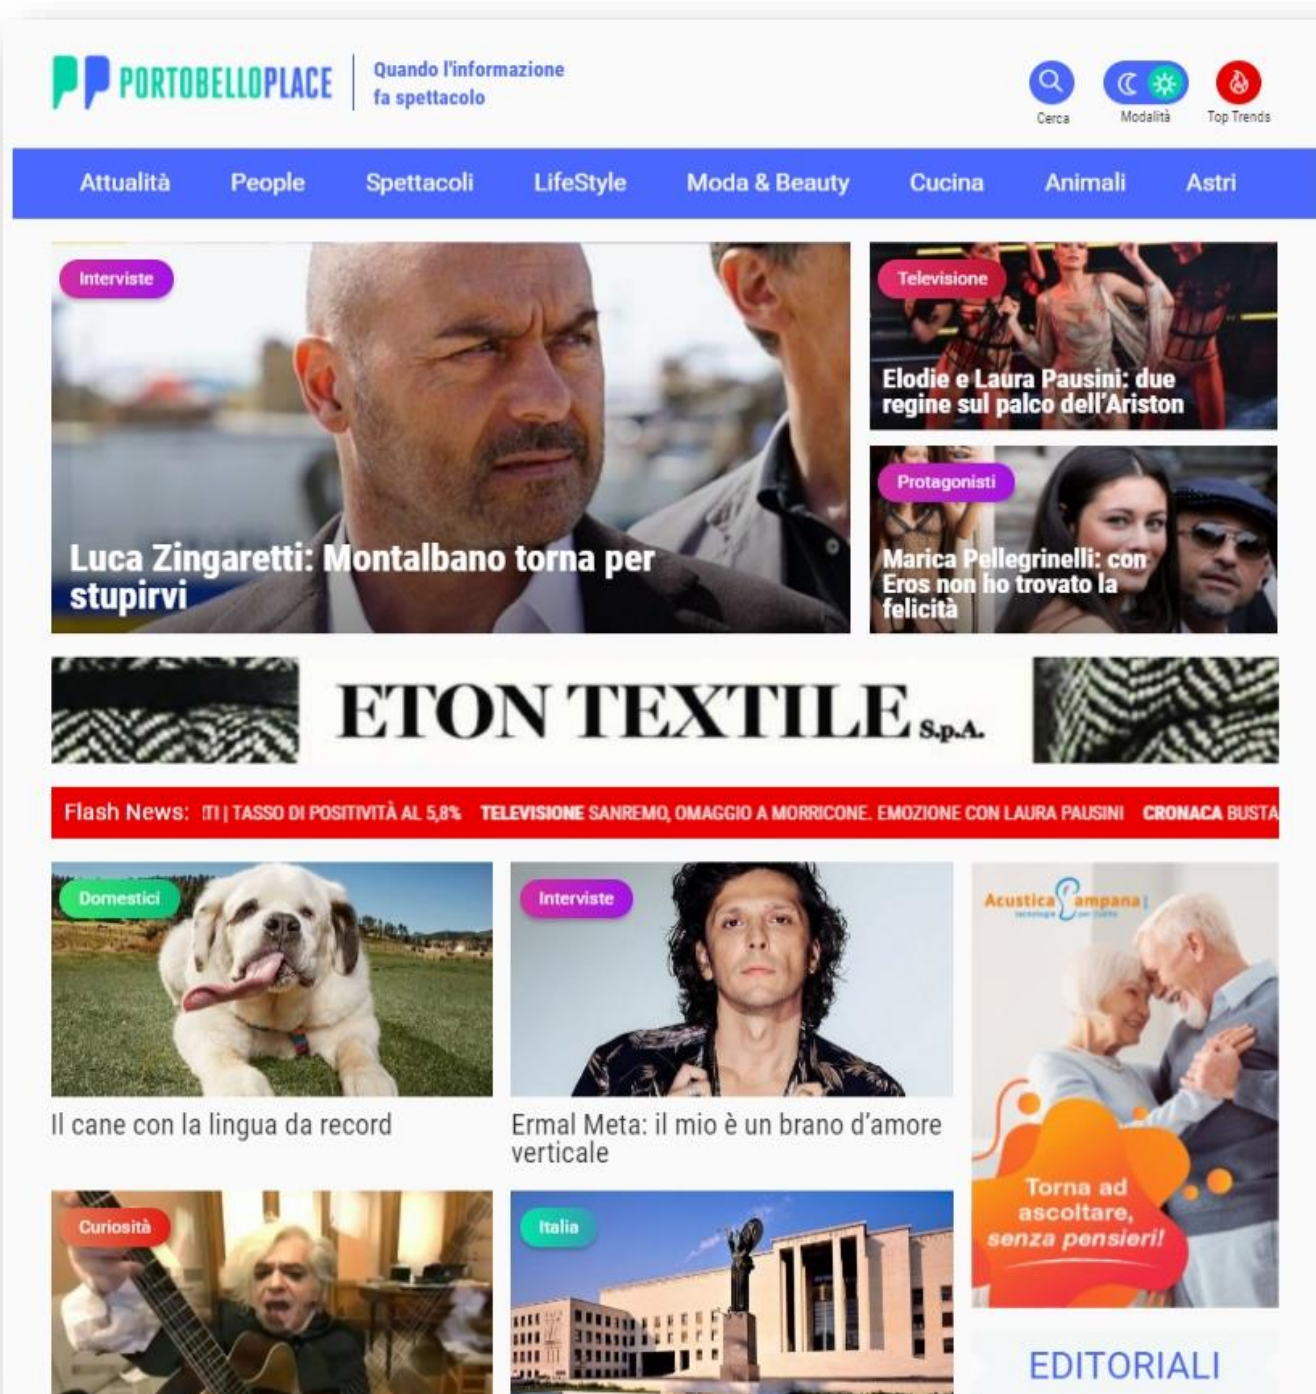 PORTOBELLOPLACE
Quando l'informazione
fa spettacolo
Cerca
Modalità
Top Trends
Attualità People Spettacoli LifeStyle Moda & Beauty Cucina Animali Astri
Interviste
Luca Zingaretti: Montalbano torna per
stupirvi
Televisione
Elodie e Laura Pausini: due
regine sul palco dell'Ariston
Protagonisti
Marica Pellegrinelli: con
Eros non ho trovato la
felicità
ETON TEXTILE S.p.A.
Flash News: TI | TASSO DI POSITIVITÀ AL 5,8% TELEVISIONE SANREMO, OMAGGIO A MORRICONE. EMOZIONE CON LAURA PAUSINI CRONACA BUSTA
Domestici
Il cane con la lingua da record
Interviste
Ermal Meta: il mio è un brano d'amore
verticale
Acustica Campana
tecnologia per l'udito
Torna ad
ascoltare,
senza pensieri!
Curiosità
Italia
EDITORIALI